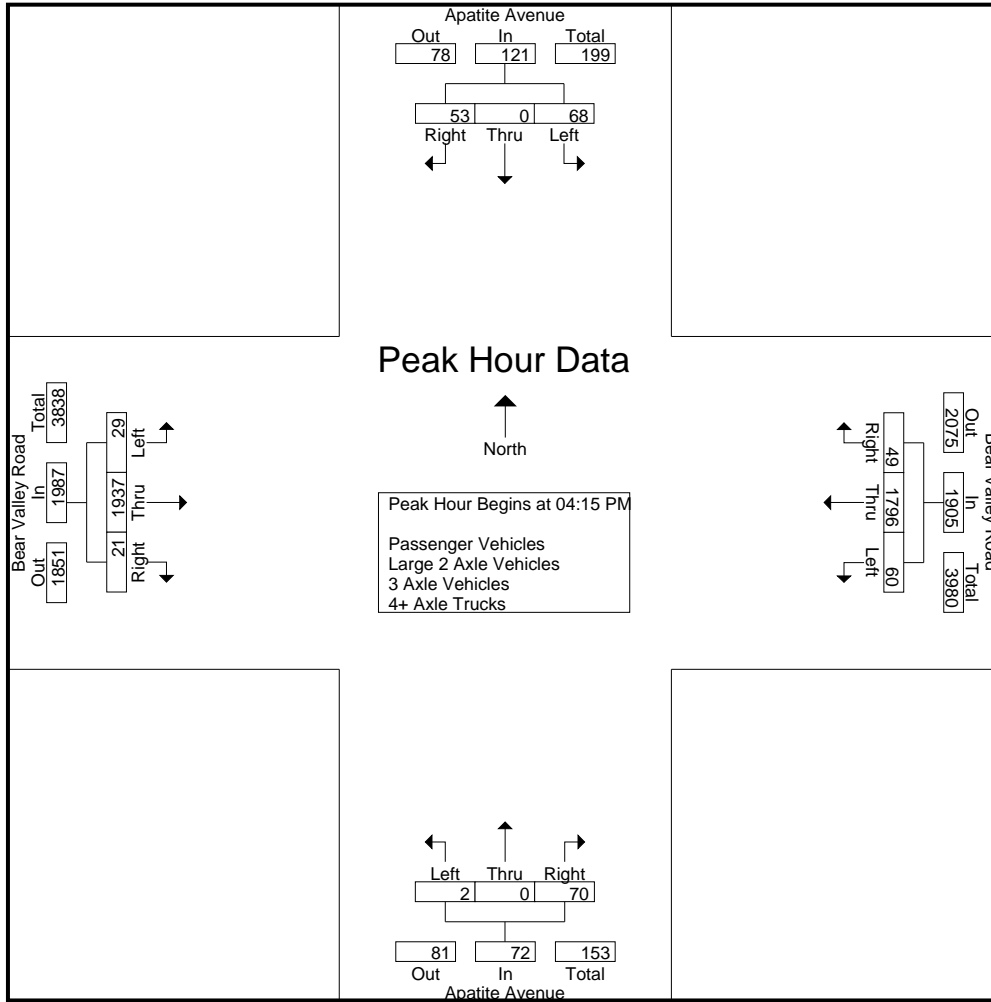 Apatite Avenue
Out In Total
78 121 199
53 0 68
Right Thru Left
Peak Hour Data
North
Peak Hour Begins at 04:15 PM
Passenger Vehicles
Large 2 Axle Vehicles
3 Axle Vehicles
4+ Axle Trucks
Bear Valley Road
Out In Total
1851 1987 3838
21 1937 29
Right Thru Left
Bear Valley Road
Out In Total
2075 1905 3980
49 1796 60
Right Thru Left
Left Thru Right
2 0 70
81 72 153
Out In Total
Apatite Avenue